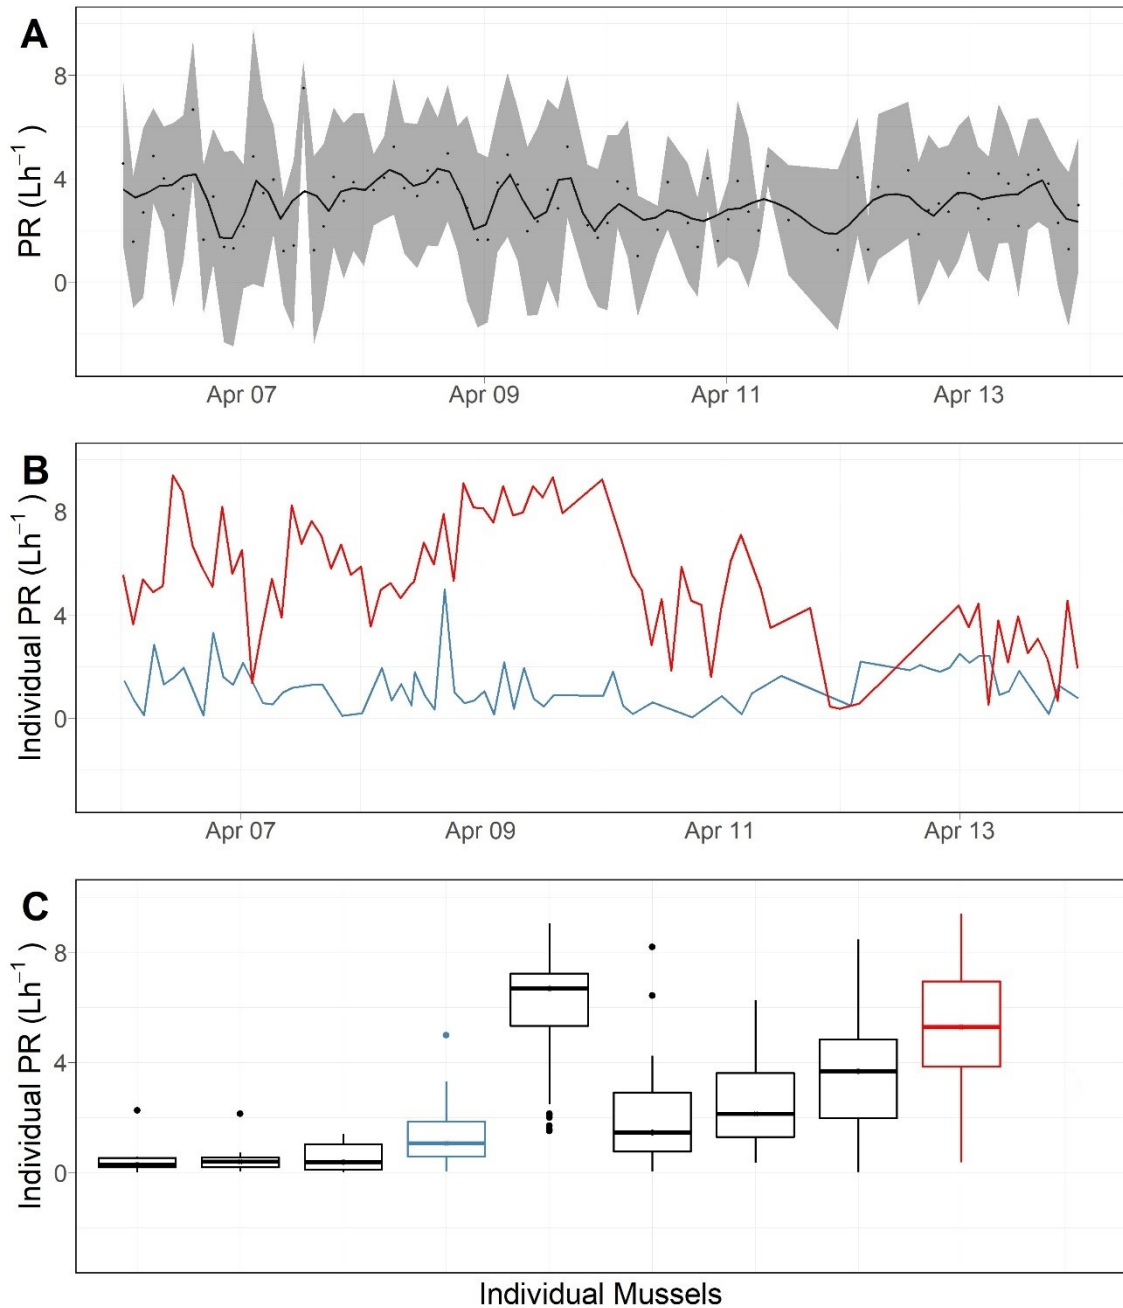 A
PR (Lh⁻¹ )
8
4
0
Apr 07 Apr 09 Apr 11 Apr 13
B
Individual PR (Lh⁻¹ )
8
4
0
Apr 07 Apr 09 Apr 11 Apr 13
C
Individual PR (Lh⁻¹ )
8
4
0
Individual Mussels